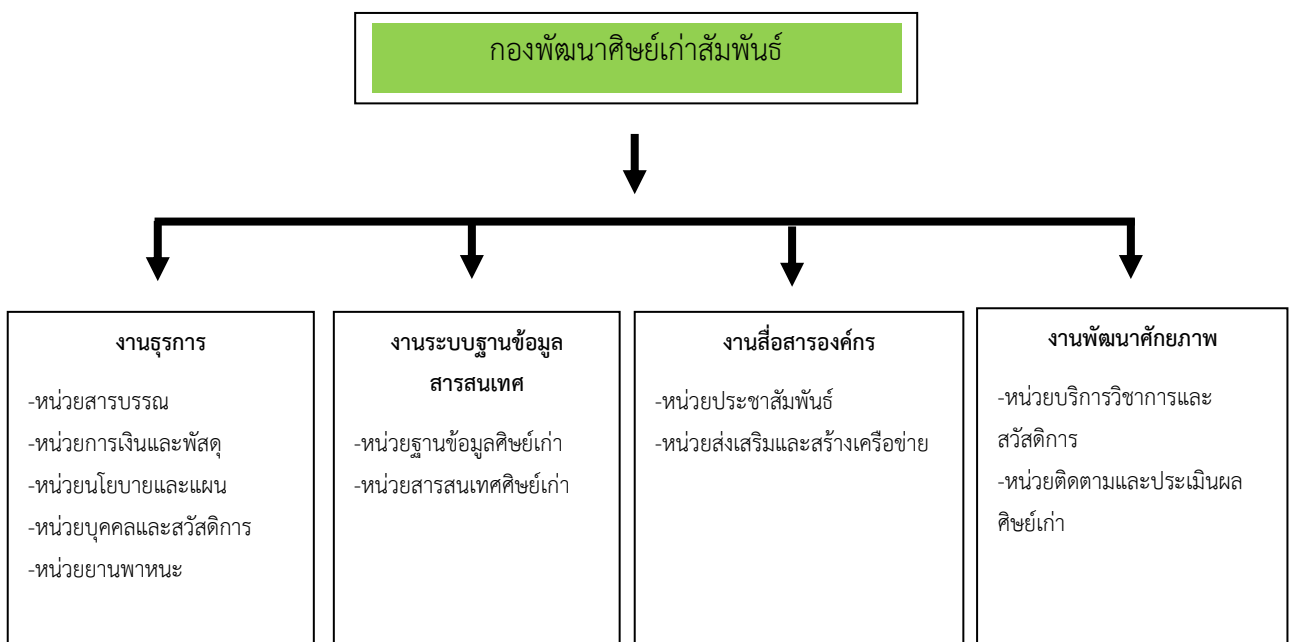 กองพัฒนาศิษย์เก่าสัมพันธ์
งานธุรการ
-หน่วยสารบรรณ
-หน่วยการเงินและพัสดุ
-หน่วยนโยบายและแผน
-หน่วยบุคคลและสวัสดิการ
-หน่วยยานพาหนะ
งานระบบฐานข้อมูล
สารสนเทศ
-หน่วยฐานข้อมูลศิษย์เก่า
-หน่วยสารสนเทศศิษย์เก่า
งานสื่อสารองค์กร
-หน่วยประชาสัมพันธ์
-หน่วยส่งเสริมและสร้างเครือข่าย
งานพัฒนาศักยภาพ
-หน่วยบริการวิชาการและ
สวัสดิการ
-หน่วยติดตามและประเมินผล
ศิษย์เก่า